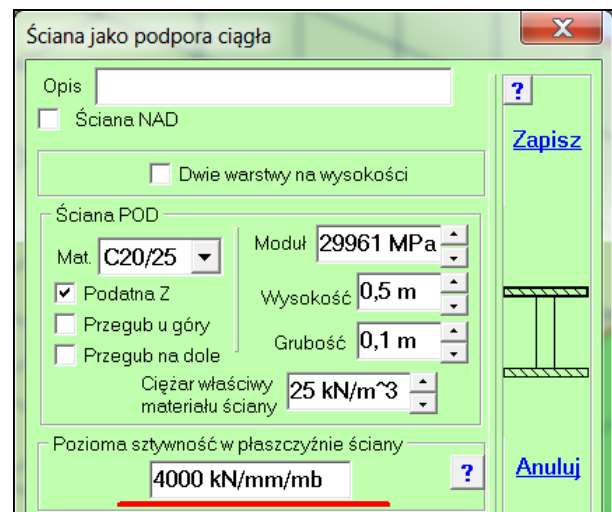 Ściana jako podpora ciągła
X
Opis
?
Ściana NAD
Zapisz
Dwie warstwy na wysokości
Ściana POD
Mat. C20/25
Moduł 29961 MPa
Podatna Z
Wysokość 0,5 m
Przegub u góry
Grubość 0,1 m
Przegub na dole
Ciężar właściwy
materiału ściany
25 kN/m^3
Pozioma sztywność w płaszczyźnie ściany
4000 kN/mm/mb
?
Anuluj